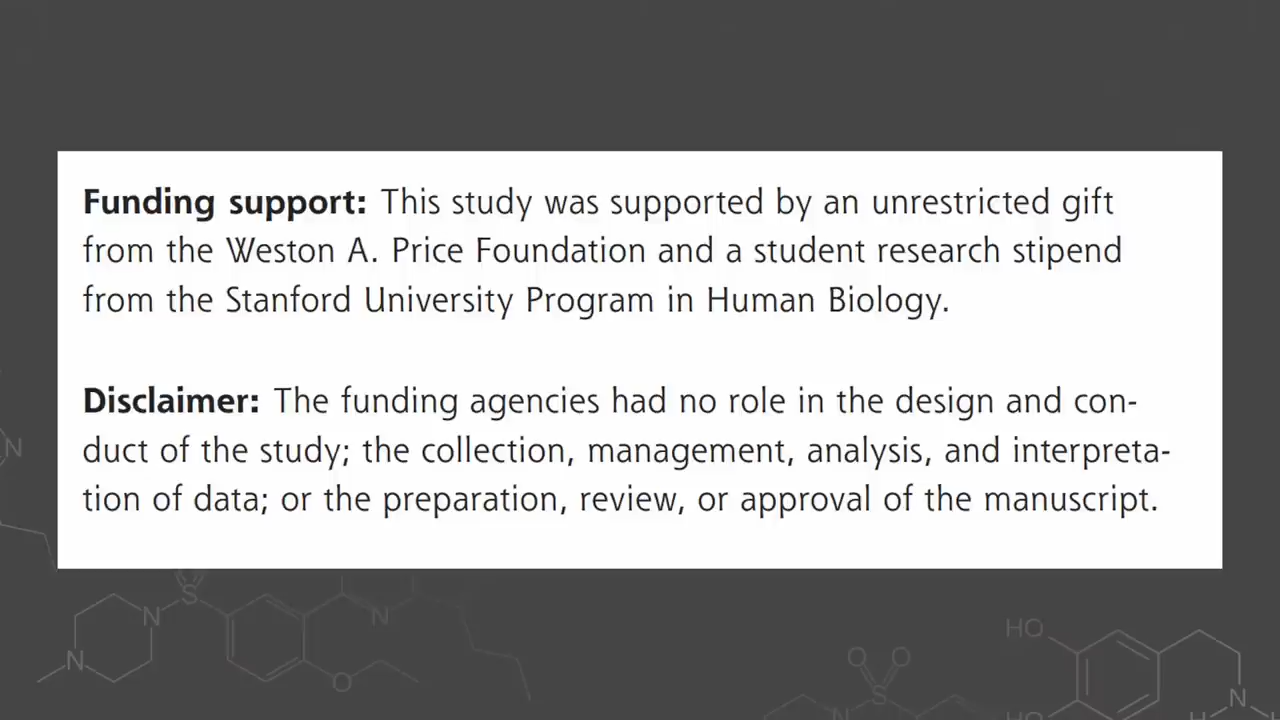 Funding support: This study was supported by an unrestricted gift
from the Weston A. Price Foundation and a student research stipend
from the Stanford University Program in Human Biology.
Disclaimer: The funding agencies had no role in the design and con-
duct of the study; the collection, management, analysis, and interpreta-
tion of data; or the preparation, review, or approval of the manuscript.
N
S
N
N
N
O
HO
O
O
S
N
HO
N